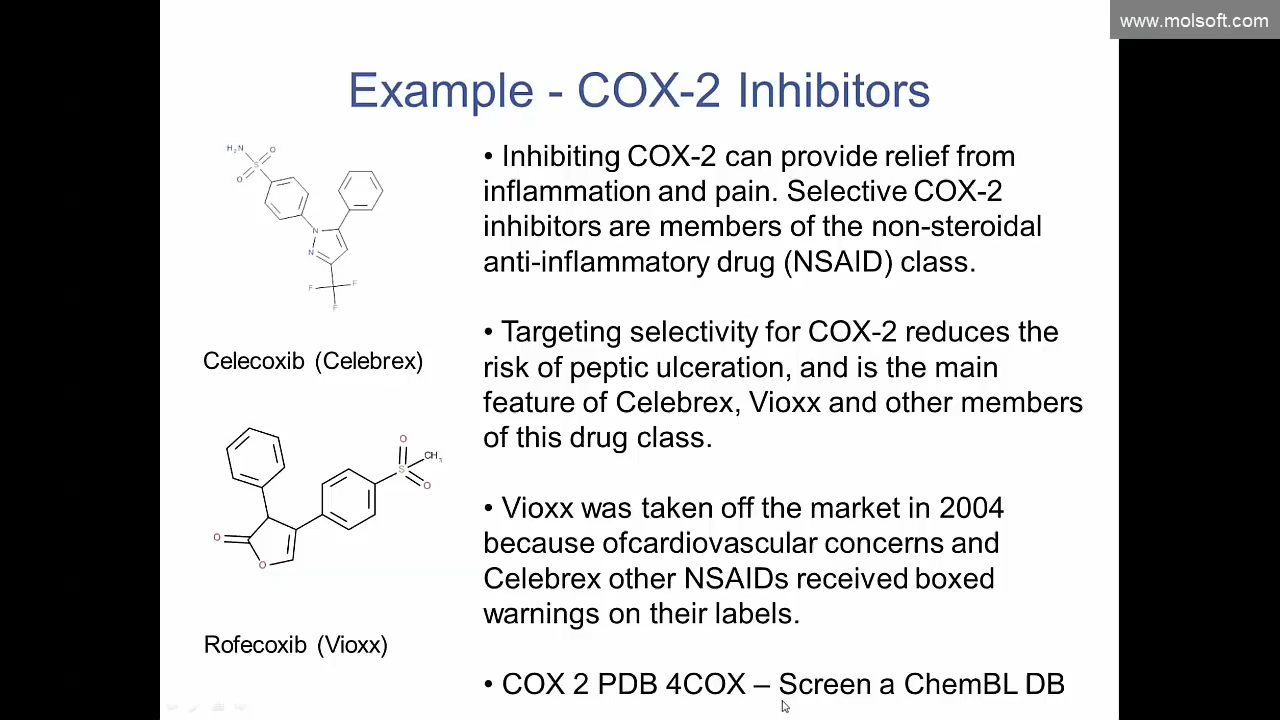 www.molsoft.com
Example - COX-2 Inhibitors
H₂N
O
S
O
N
N
F
F
F
Celecoxib (Celebrex)
O
S
CH₃
O
O
O
Rofecoxib (Vioxx)
• Inhibiting COX-2 can provide relief from
inflammation and pain. Selective COX-2
inhibitors are members of the non-steroidal
anti-inflammatory drug (NSAID) class.
• Targeting selectivity for COX-2 reduces the
risk of peptic ulceration, and is the main
feature of Celebrex, Vioxx and other members
of this drug class.
• Vioxx was taken off the market in 2004
because ofcardiovascular concerns and
Celebrex other NSAIDs received boxed
warnings on their labels.
• COX 2 PDB 4COX – Screen a ChemBL DB